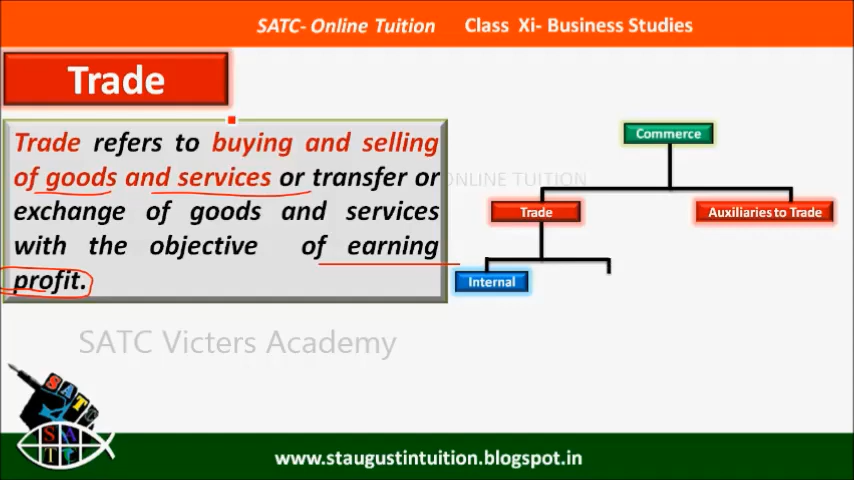 SATC- Online Tuition Class Xi- Business Studies
Trade
Trade refers to buying and selling
of goods and services or transfer or
exchange of goods and services
with the objective of earning
profit.
ONLINE TUITION
Commerce
Trade
Auxiliaries to Trade
Internal
SATC Victers Academy
SATC
S A
T C
www.staugustintuition.blogspot.in